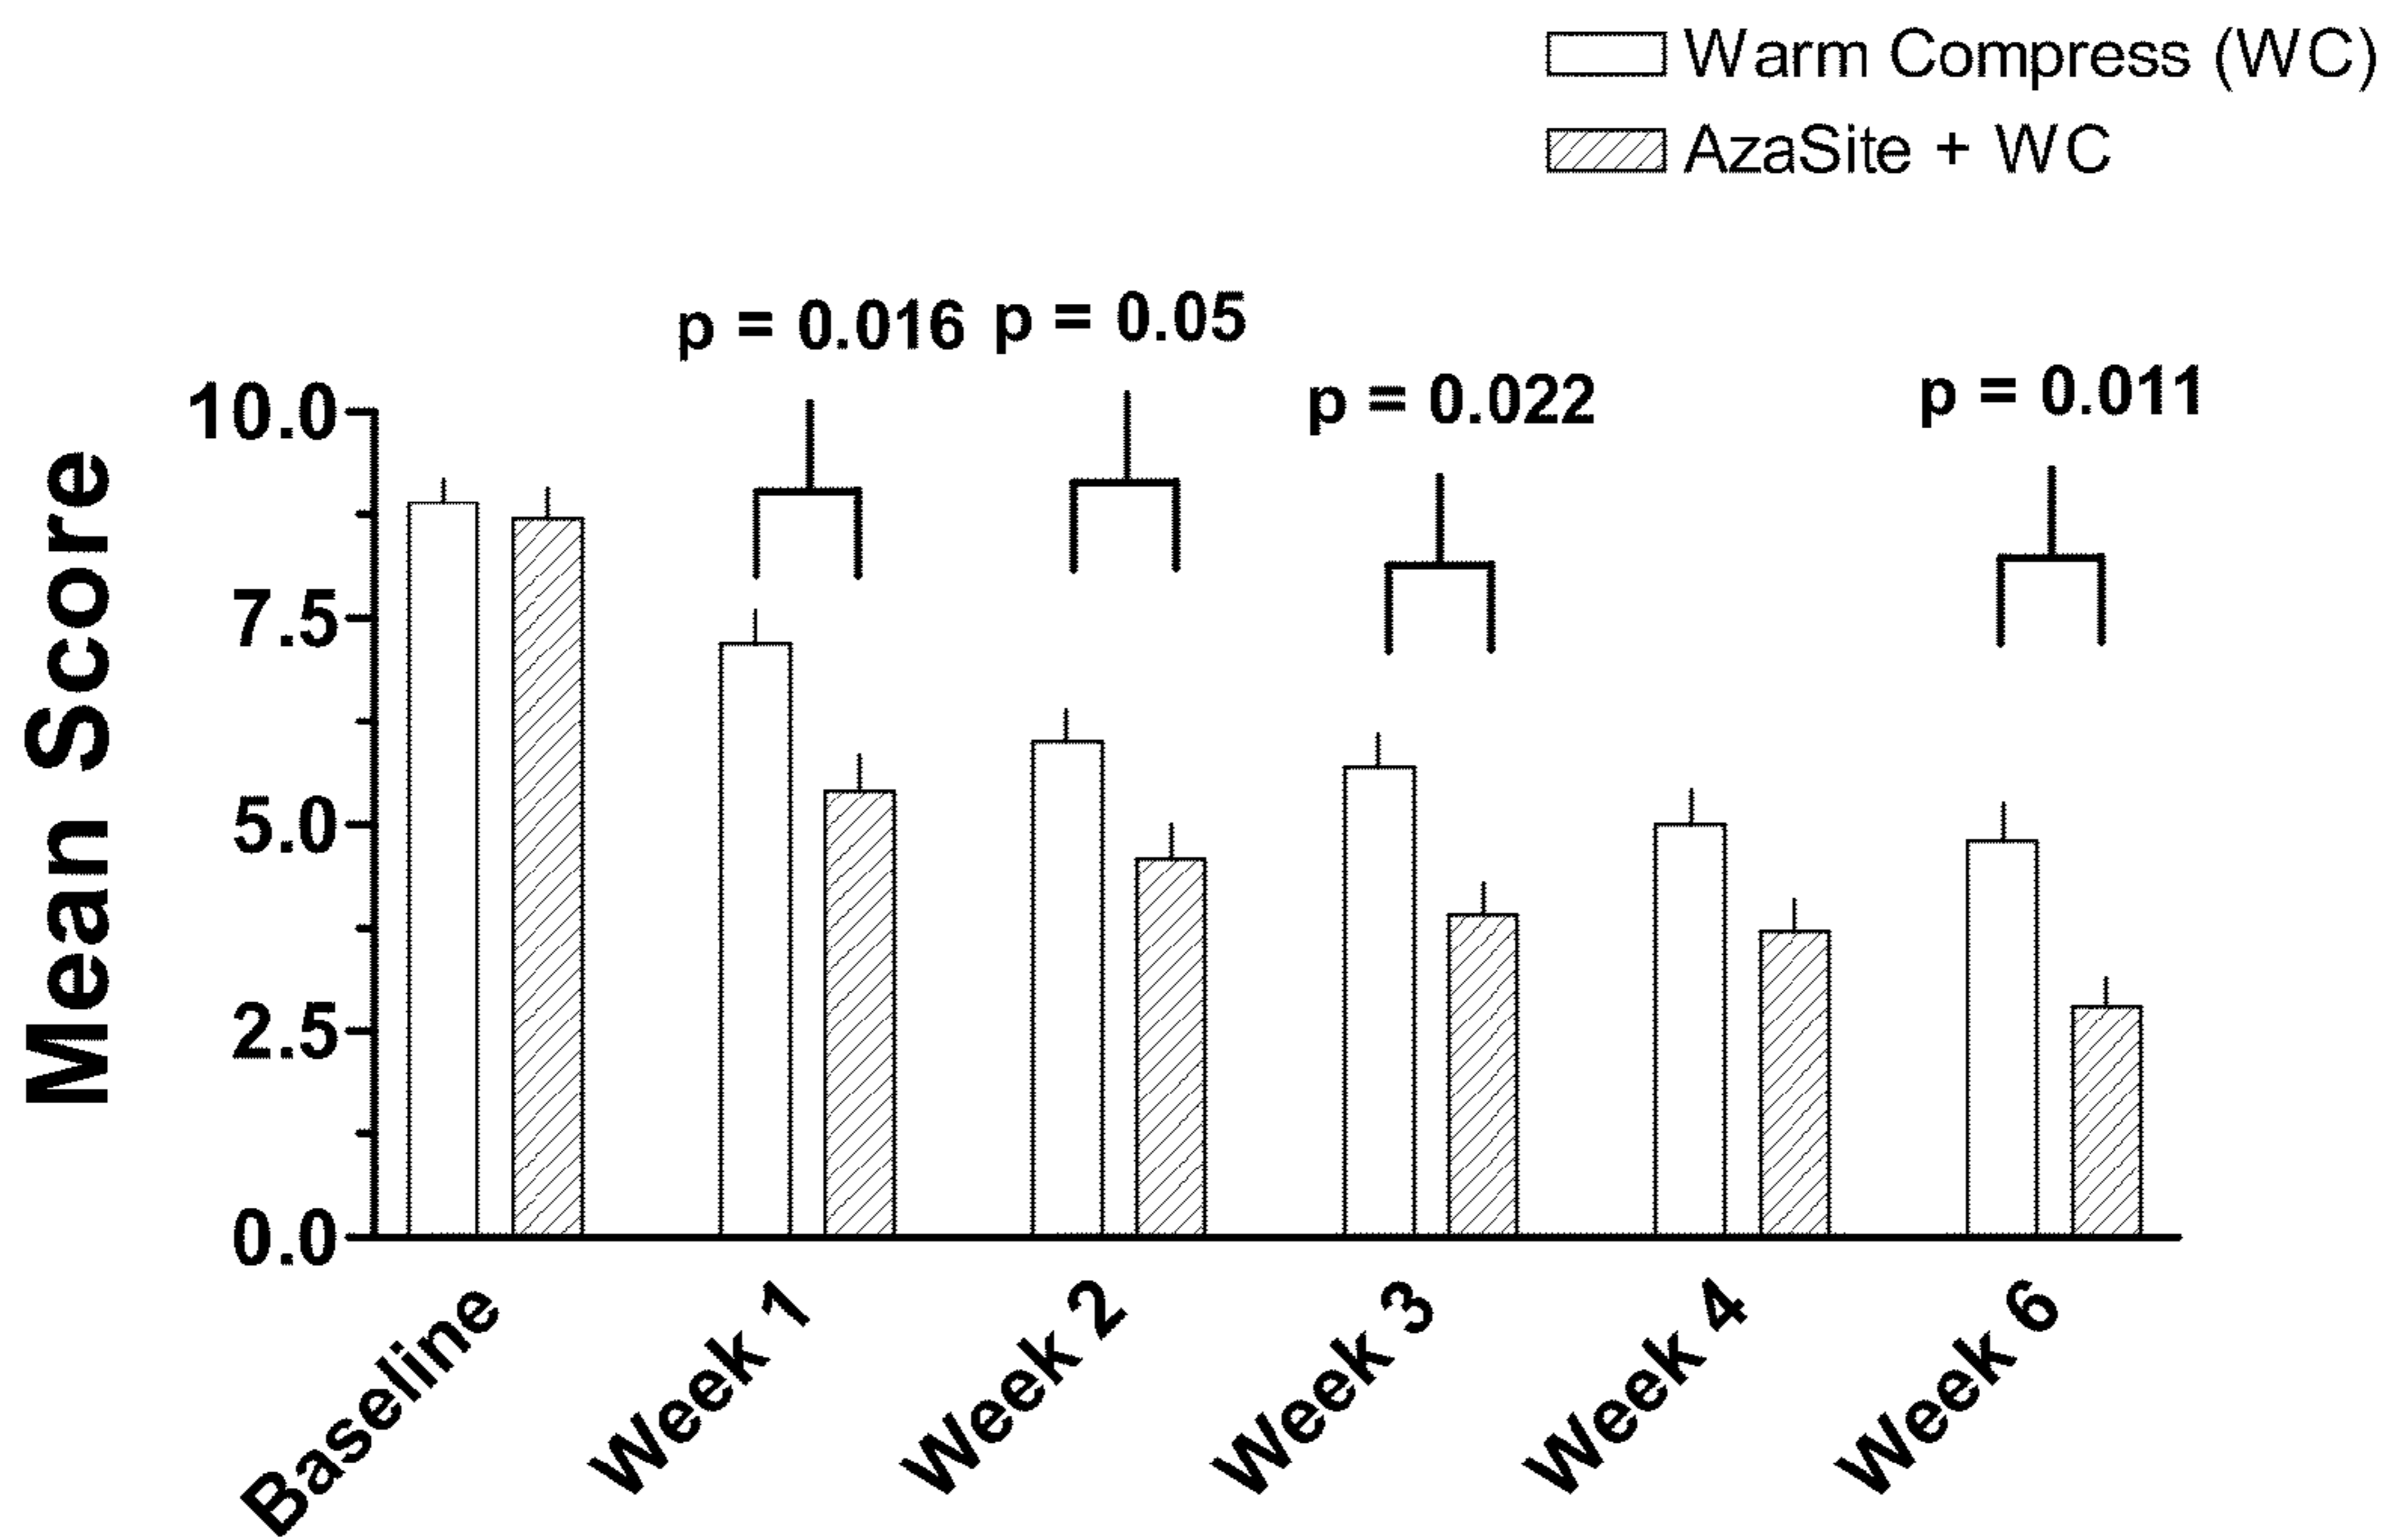 Warm Compress (WC)
AzaSite + WC
p = 0.016
p = 0.05
p = 0.022
p = 0.011
Mean Score
10.0
7.5
5.0
2.5
0.0
Baseline
Week 1
Week 2
Week 3
Week 4
Week 6